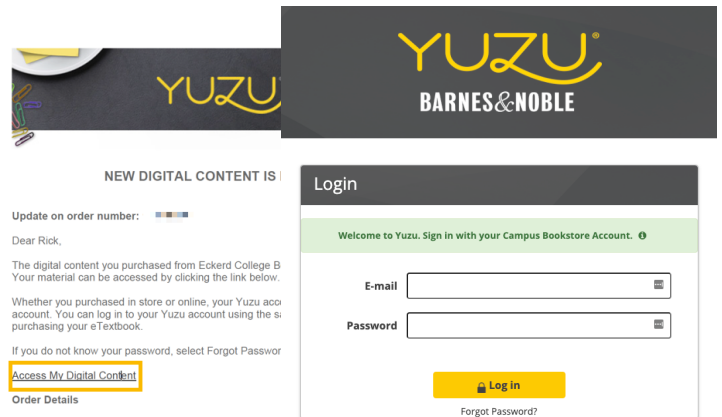 YUZU
NEW DIGITAL CONTENT IS
Update on order number:
Dear Rick,
The digital content you purchased from Eckerd College B
Your material can be accessed by clicking the link below.
Whether you purchased in store or online, your Yuzu acc
account. You can log in to your Yuzu account using the sa
purchasing your eTextbook.
If you do not know your password, select Forgot Passwor
Access My Digital Content
Order Details
YUZU®
BARNES&NOBLE
Login
Welcome to Yuzu. Sign in with your Campus Bookstore Account.
E-mail
Password
Log in
Forgot Password?